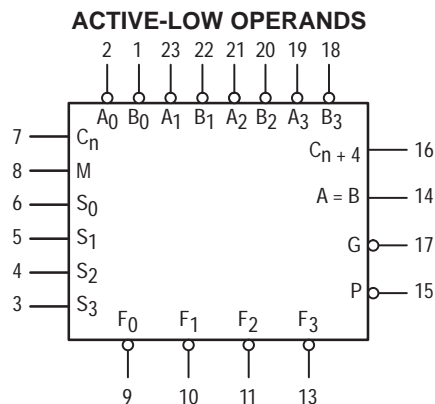 ACTIVE-LOW OPERANDS
2 1 23 22 21 20 19 18
A0 B0 A1 B1 A2 B2 A3 B3
7 Cn
Cn + 4 16
8 M
A = B 14
6 S0
5 S1
G 17
4 S2
P 15
3 S3
F0 F1 F2 F3
9 10 11 13